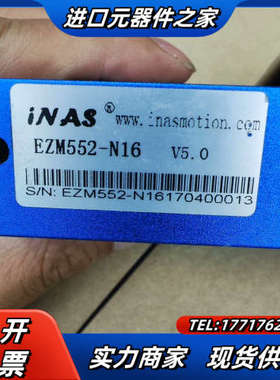 进口元器件之家
iNAS® www.inasmotion.com
EZM552-N16 V5.0
S/N: EZM552-N16170400013
开票
TEL:1771762
实力商家 现货供